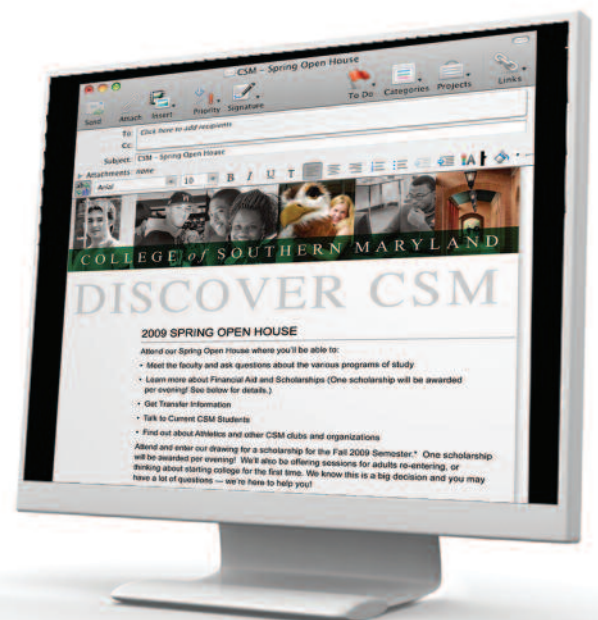 CSM – Spring Open House
Send Attach Insert Priority Signature To Do Categories Projects Links
To: Click here to add recipients
Cc:
Subject: CSM – Spring Open House
Attachments: none
Arial 10 B I U T
COLLEGE of SOUTHERN MARYLAND
DISCOVER CSM
2009 SPRING OPEN HOUSE
Attend our Spring Open House where you'll be able to:
• Meet the faculty and ask questions about the various programs of study
• Learn more about Financial Aid and Scholarships (One scholarship will be awarded
per evening! See below for details.)
• Get Transfer Information
• Talk to Current CSM Students
• Find out about Athletics and other CSM clubs and organizations
Attend and enter our drawing for a scholarship for the Fall 2009 Semester.* One scholarship
will be awarded per evening! We'll also be offering sessions for adults re-entering, or
thinking about starting college for the first time. We know this is a big decision and you may
have a lot of questions — we're here to help you!